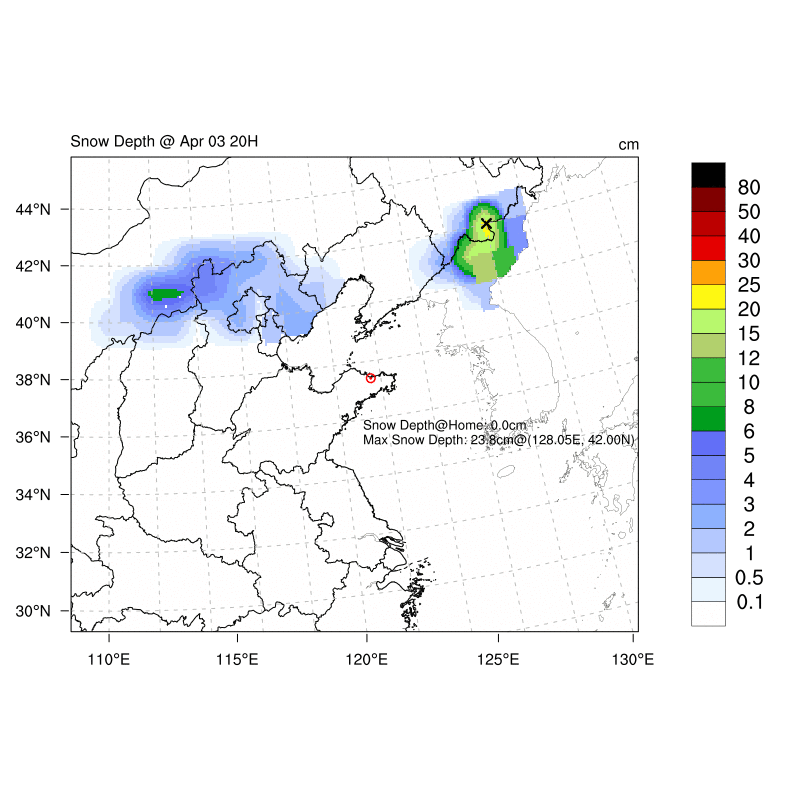 Snow Depth @ Apr 03 20H
cm
44°N
42°N
40°N
38°N
36°N
34°N
32°N
30°N
110°E
115°E
120°E
125°E
130°E
Snow Depth@Home: 0.0cm
Max Snow Depth: 23.8cm@(128.05E, 42.00N)
80
50
40
30
25
20
15
12
10
8
6
5
4
3
2
1
0.5
0.1